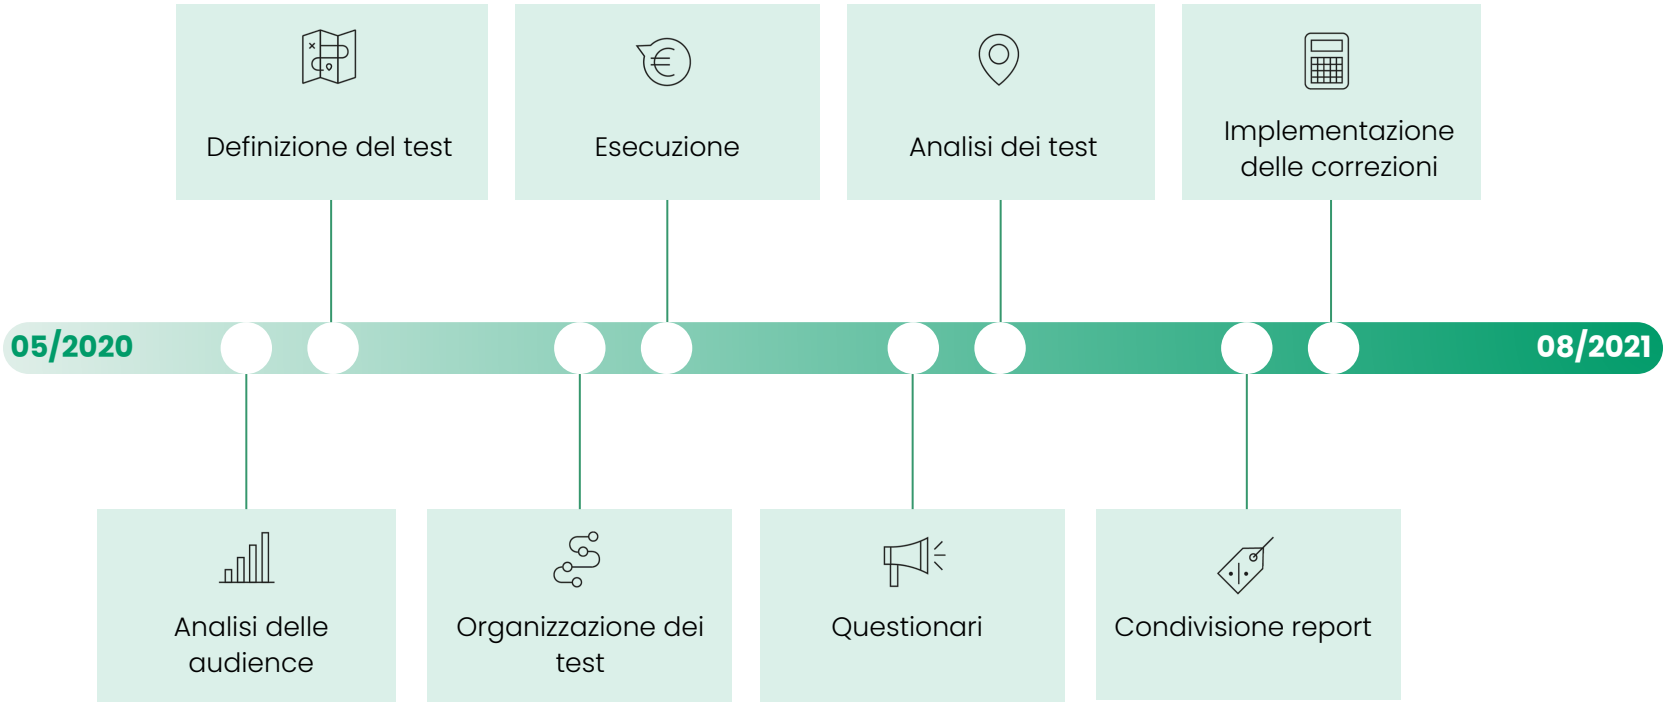 Definizione del test
Esecuzione
Analisi dei test
Implementazione
delle correzioni
05/2020
08/2021
Analisi delle
audience
Organizzazione dei
test
Questionari
Condivisione report